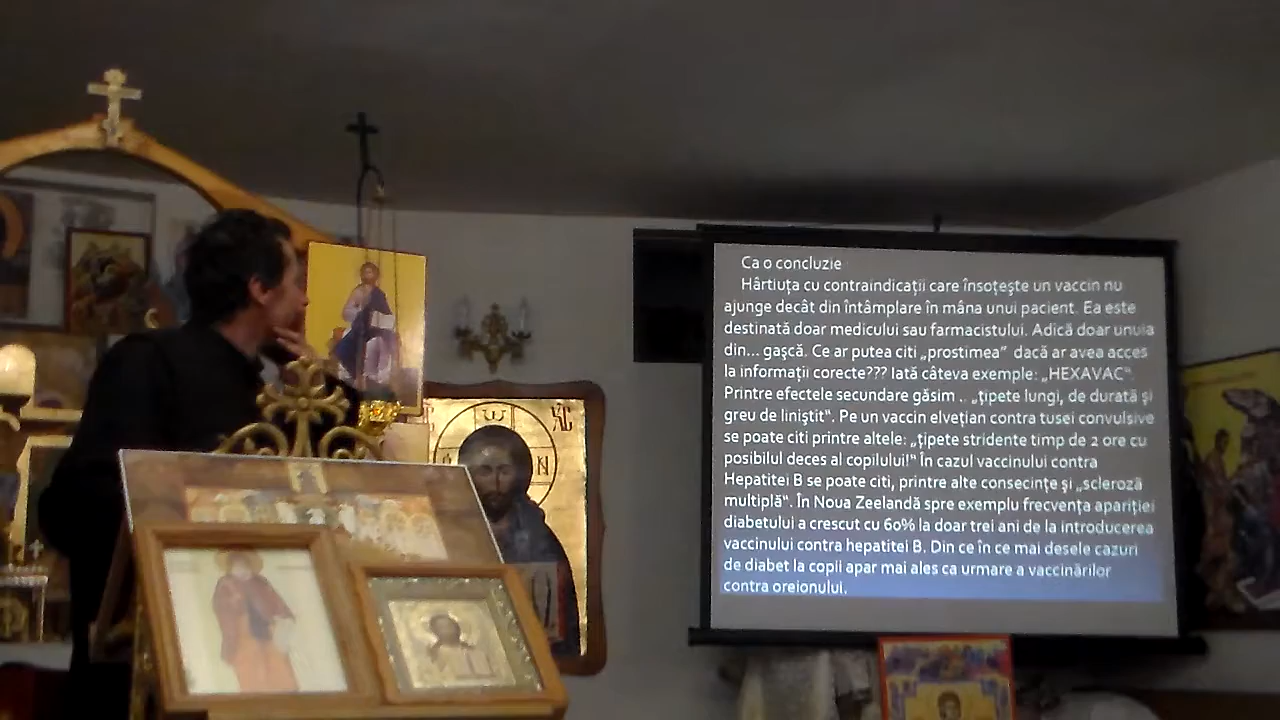 Ca o concluzie
Hârtiuța cu contraindicații care însoțește un vaccin nu
ajunge decât din întâmplare în mâna unui pacient. Ea este
destinată doar medicului sau farmacistului. Adică doar unuia
din... gașcă. Ce ar putea citi „prostimea” dacă ar avea acces
la informații corecte??? Iată câteva exemple: „HEXAVAC”.
Printre efectele secundare găsim .. „țipete lungi, de durată și
greu de liniștit”. Pe un vaccin elvețian contra tusei convulsive
se poate citi printre altele: „țipete stridente timp de 2 ore cu
posibilul deces al copilului!” În cazul vaccinului contra
Hepatitei B se poate citi, printre alte consecințe și „scleroză
multiplă”. În Noua Zeelandă spre exemplu frecvența apariției
diabetului a crescut cu 60% la doar trei ani de la introducerea
vaccinului contra hepatitei B. Din ce în ce mai desele cazuri
de diabet la copii apar mai ales ca urmare a vaccinărilor
contra oreionului.
ω
N